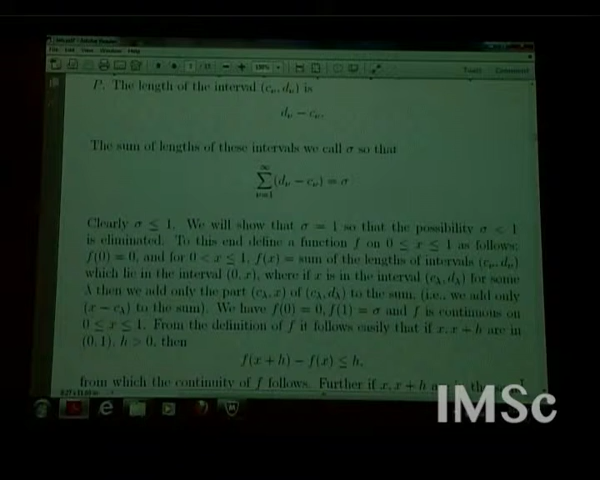 P. The length of the interval (c_ν, d_ν) is
d_ν − c_ν.
The sum of lengths of these intervals we call σ so that
∑_{ν=1}^{∞} (d_ν − c_ν) = σ
Clearly σ ≤ 1. We will show that σ = 1 so that the possibility σ < 1
is eliminated. To this end define a function f on 0 ≤ x ≤ 1 as follows:
f(0) = 0, and for 0 < x ≤ 1, f(x) = sum of the lengths of intervals (c_ν, d_ν)
which lie in the interval (0, x), where if x is in the interval (c_λ, d_λ) for some
λ then we add only the part (c_λ, x) of (c_λ, d_λ) to the sum, (i.e., we add only
(x − c_λ) to the sum). We have f(0) = 0, f(1) = σ and f is continuous on
0 ≤ x ≤ 1. From the definition of f it follows easily that if x, x + h are in
(0, 1), h > 0, then
f(x + h) − f(x) ≤ h,
from which the continuity of f follows. Further if x, x + h
IMSc